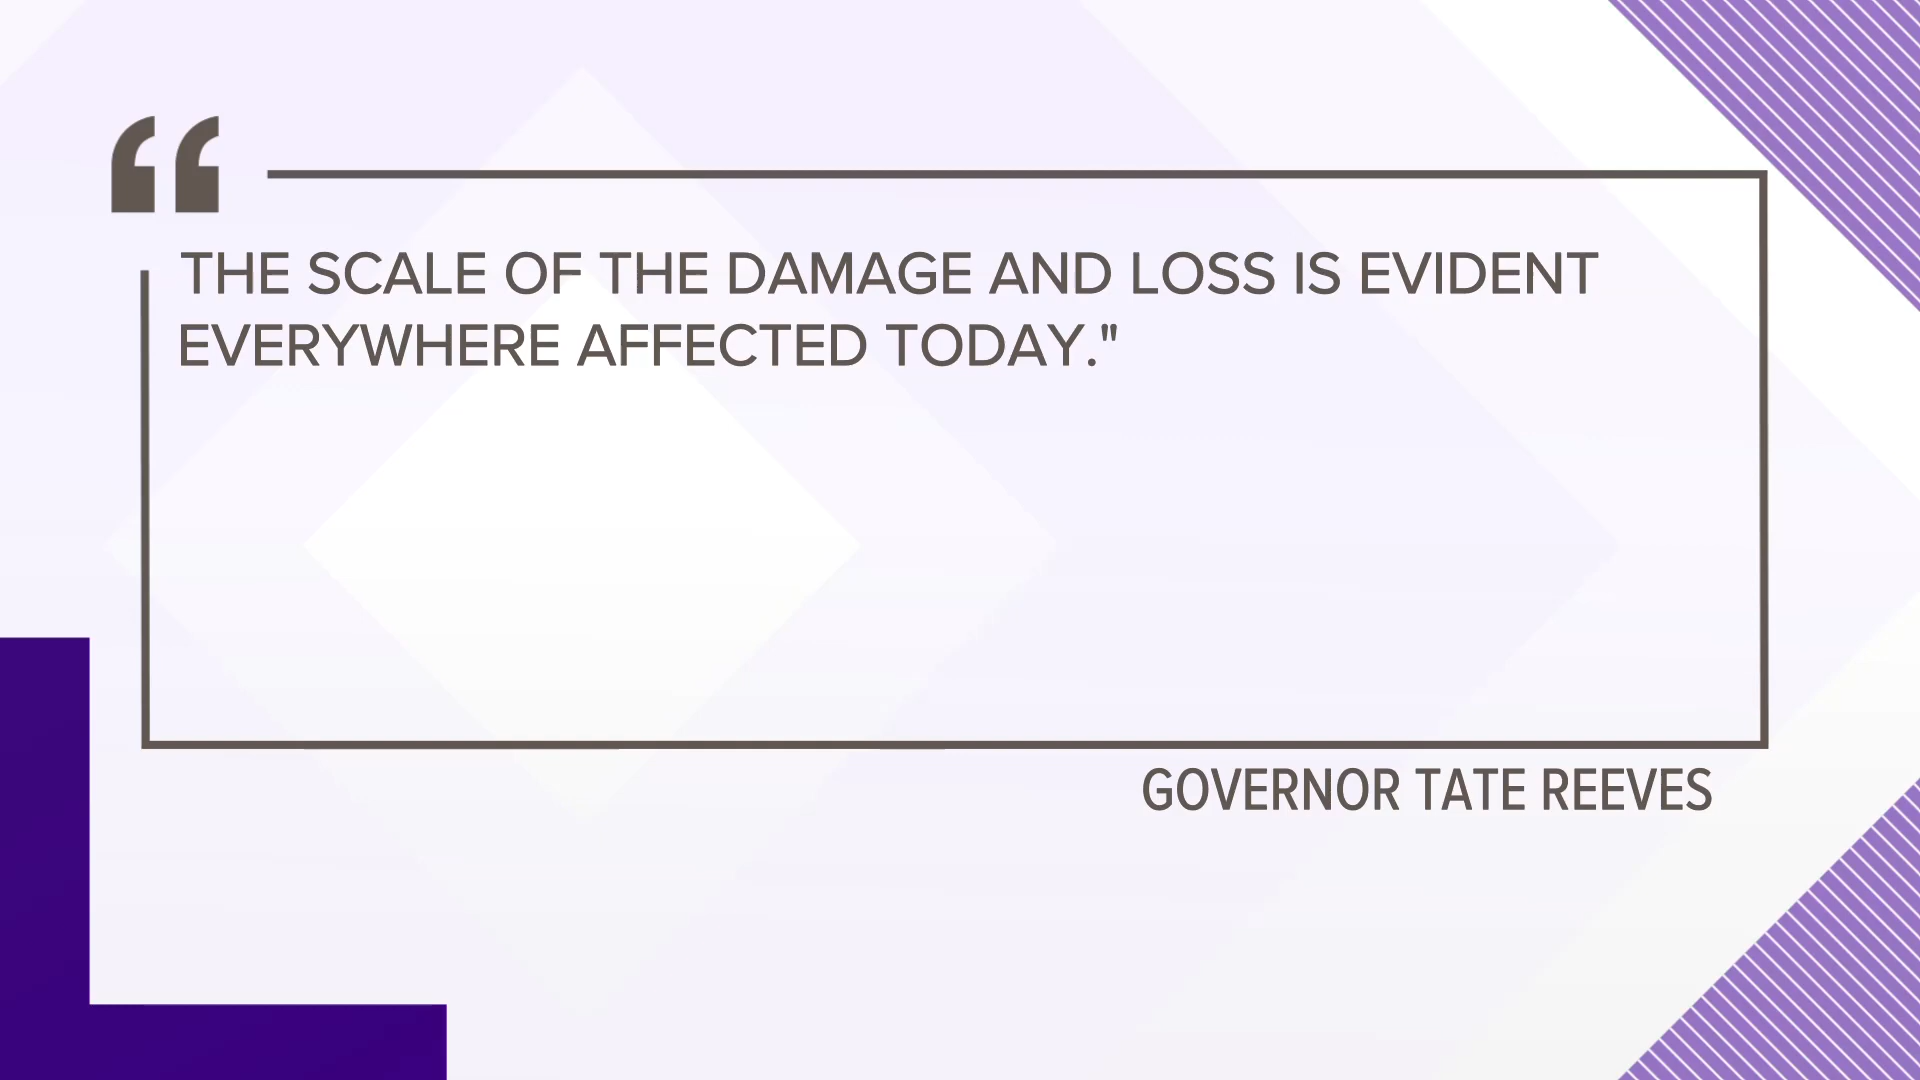 “
THE SCALE OF THE DAMAGE AND LOSS IS EVIDENT
EVERYWHERE AFFECTED TODAY."
GOVERNOR TATE REEVES